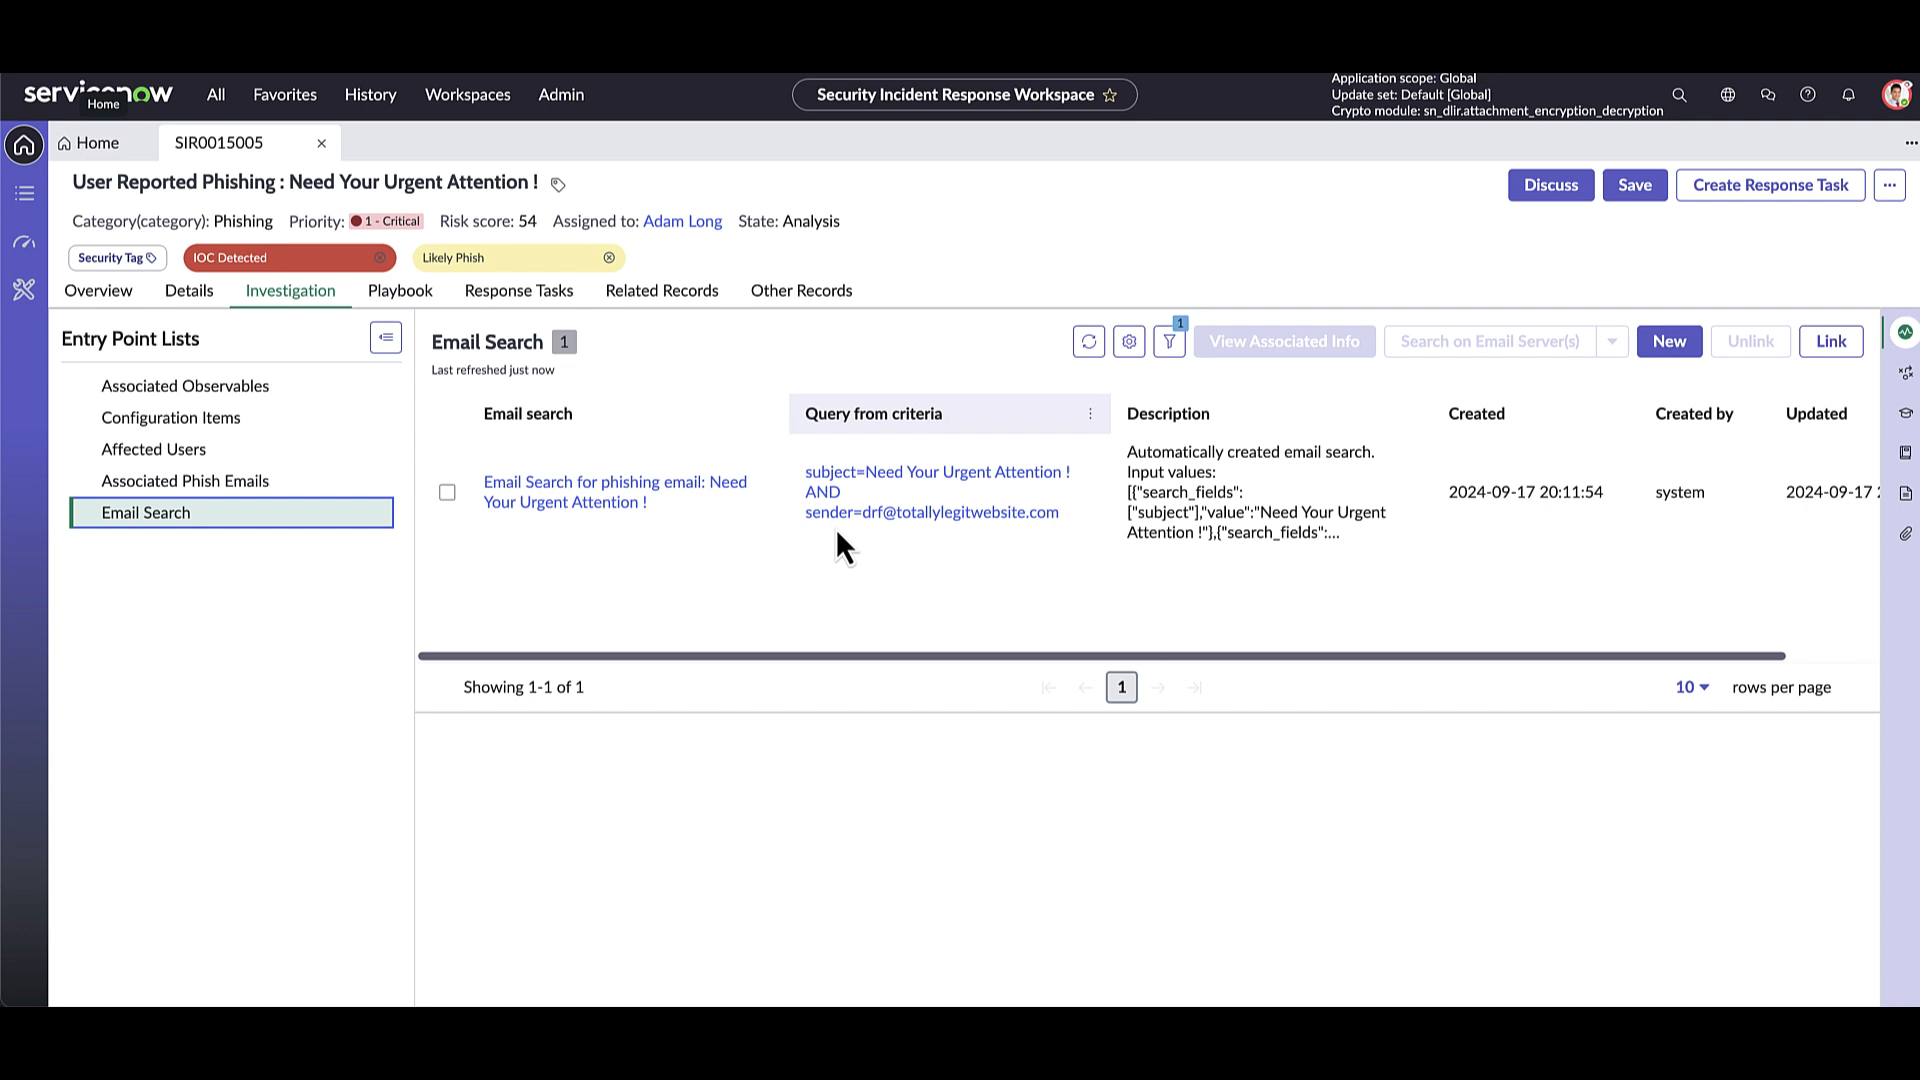 servicenow
Home
All
Favorites
History
Workspaces
Admin
Security Incident Response Workspace
Application scope: Global
Update set: Default [Global]
Crypto module: sn_dlir.attachment_encryption_decryption
Home
SIR0015005
User Reported Phishing : Need Your Urgent Attention !
Discuss
Save
Create Response Task
Category(category): Phishing
Priority: 1 - Critical
Risk score: 54
Assigned to: Adam Long
State: Analysis
Security Tag
IOC Detected
Likely Phish
Overview
Details
Investigation
Playbook
Response Tasks
Related Records
Other Records
Entry Point Lists
Associated Observables
Configuration Items
Affected Users
Associated Phish Emails
Email Search
Email Search 1
Last refreshed just now
1
View Associated Info
Search on Email Server(s)
New
Unlink
Link
Email search
Query from criteria
Description
Created
Created by
Updated
Email Search for phishing email: Need
Your Urgent Attention !
subject=Need Your Urgent Attention !
AND
sender=drf@totallylegitwebsite.com
Automatically created email search.
Input values:
[{"search_fields":
["subject"],"value":"Need Your Urgent
Attention !"},{"search_fields":...
2024-09-17 20:11:54
system
2024-09-17
Showing 1-1 of 1
1
10
rows per page